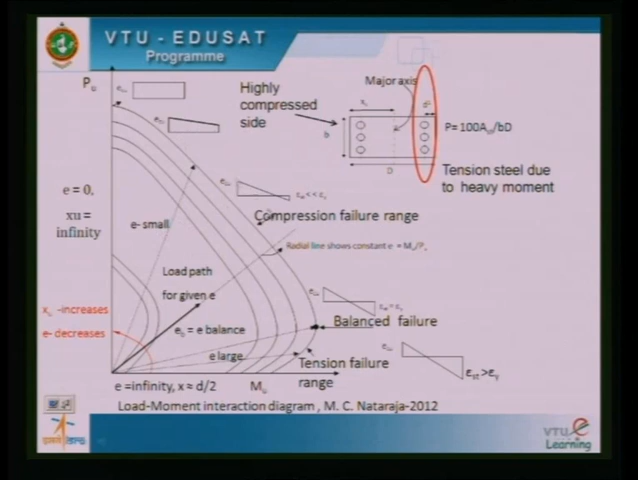 VTU - EDUSAT
Programme
Pu
Highly
compressed
side
Major axis
b
D
P= 100Ast/bD
Tension steel due
to heavy moment
e = 0,
xu =
infinity
e- small
Compression failure range
Radial line shows constant e = Mu/Pu
Load path
for given e
xu -increases
e- decreases
eb = e balance
Balanced failure
e large
Tension failure
range
εst>εy
e =infinity, x = d/2
Mu
Load-Moment interaction diagram , M. C. Nataraja-2012
VTU
Learning